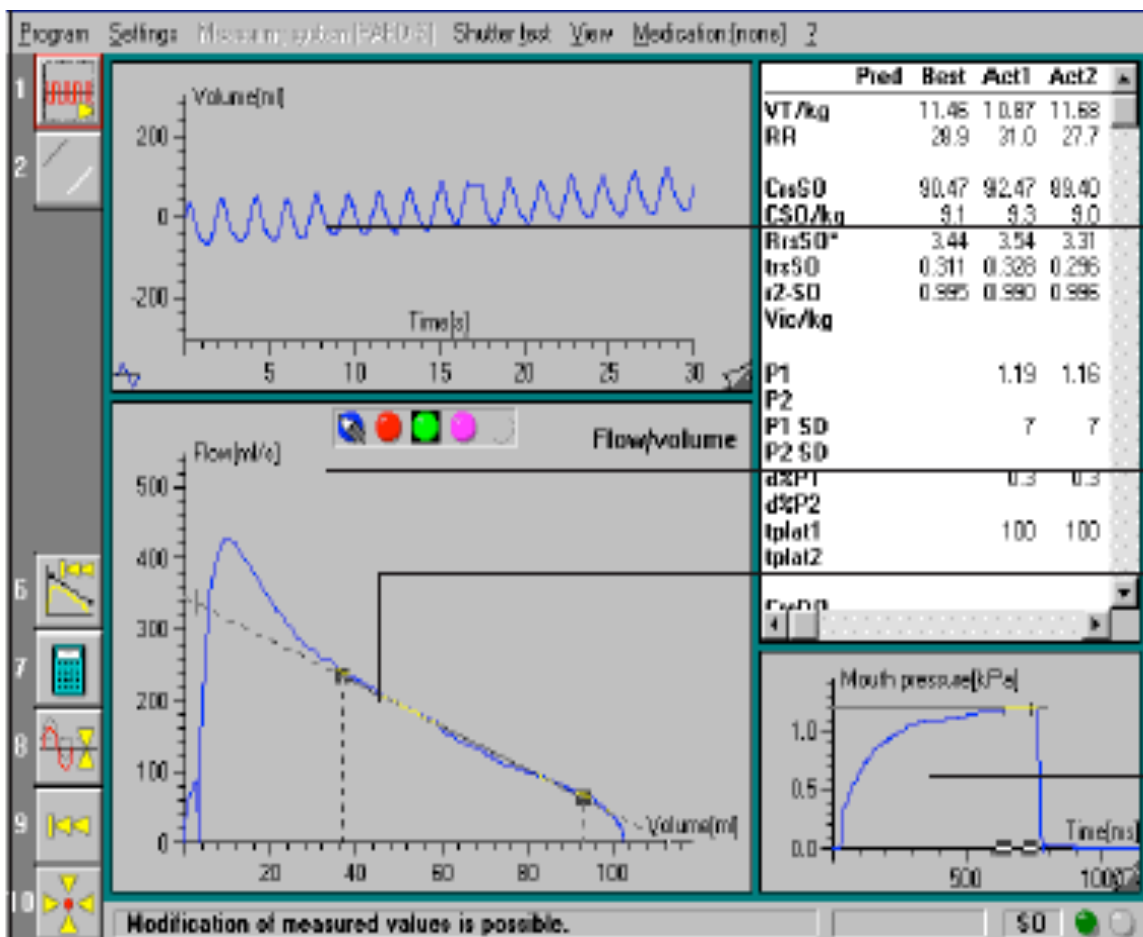 Program Settings Shutter test View Medication [none] ?
1
2
6
7
8
9
10
Volume[ml]
200
0
-200
Time[s]
5 10 15 20 25 30
Flow/volume
Flow[ml/s]
500
400
300
200
100
0
Volume[ml]
20 40 60 80 100
Pred Best Act1 Act2
VT/kg 11.46 10.87 11.68
RR 28.9 31.0 27.7
CrsSO 90.47 92.47 89.40
CSO/kg 9.1 9.3 9.0
RrsSO* 3.44 3.54 3.31
trsSO 0.311 0.328 0.296
r2-SO 0.995 0.990 0.996
Vic/kg
P1 1.19 1.16
P2
P1 SD 7 7
P2 SD
d%P1 0.3 0.3
d%P2
tplat1 100 100
tplat2
Mouth pressure[kPa]
1.0
0.5
0.0
Time[ms]
500
Modification of measured values is possible.
SO